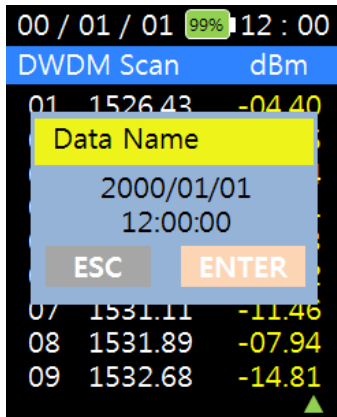 00 / 01 / 01 99% 12 : 00
DWDM Scan dBm
01 1526.43 -04.40
Data Name
2000/01/01
12:00:00
ESC ENTER
07 1531.11 -11.46
08 1531.89 -07.94
09 1532.68 -14.81